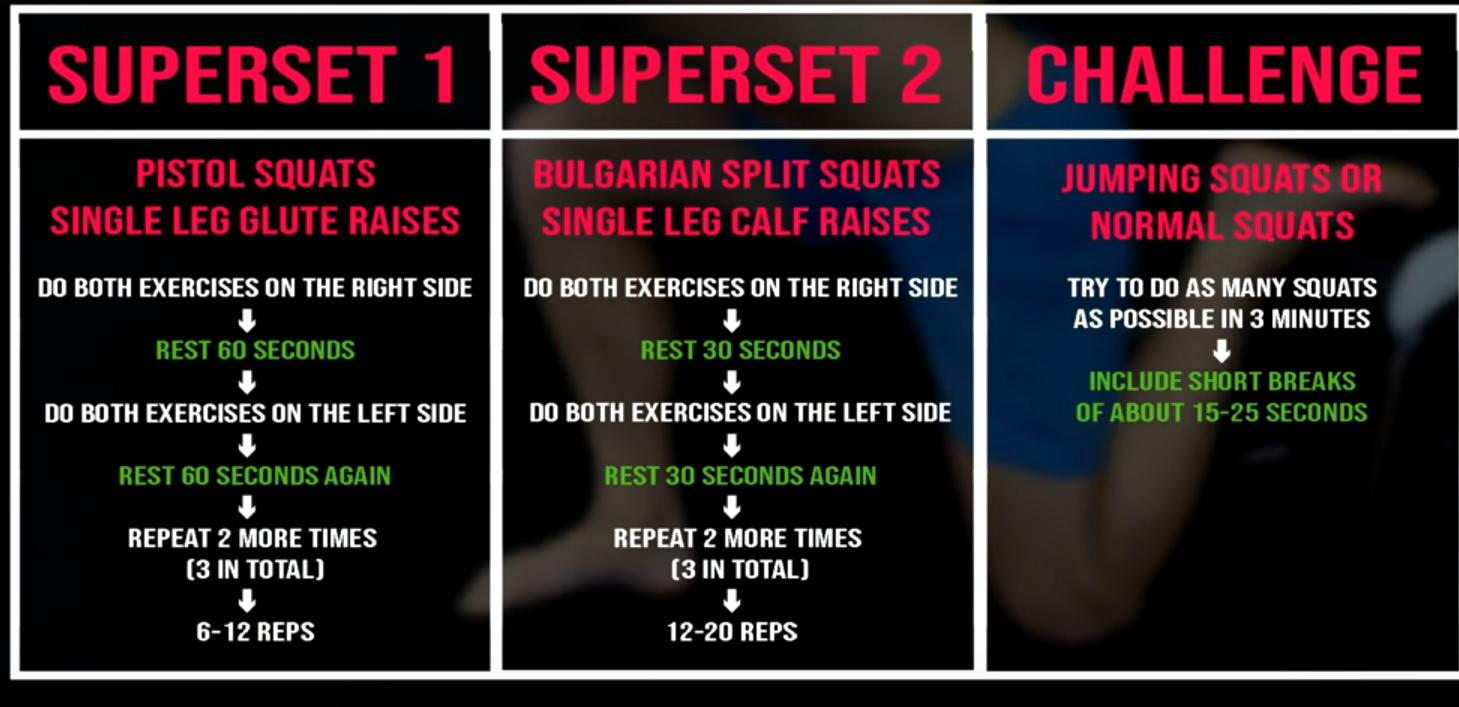 SUPERSET 1
PISTOL SQUATS
SINGLE LEG GLUTE RAISES
DO BOTH EXERCISES ON THE RIGHT SIDE
REST 60 SECONDS
DO BOTH EXERCISES ON THE LEFT SIDE
REST 60 SECONDS AGAIN
REPEAT 2 MORE TIMES
(3 IN TOTAL)
6-12 REPS
SUPERSET 2
BULGARIAN SPLIT SQUATS
SINGLE LEG CALF RAISES
DO BOTH EXERCISES ON THE RIGHT SIDE
REST 30 SECONDS
DO BOTH EXERCISES ON THE LEFT SIDE
REST 30 SECONDS AGAIN
REPEAT 2 MORE TIMES
(3 IN TOTAL)
12-20 REPS
CHALLENGE
JUMPING SQUATS OR
NORMAL SQUATS
TRY TO DO AS MANY SQUATS
AS POSSIBLE IN 3 MINUTES
INCLUDE SHORT BREAKS
OF ABOUT 15-25 SECONDS